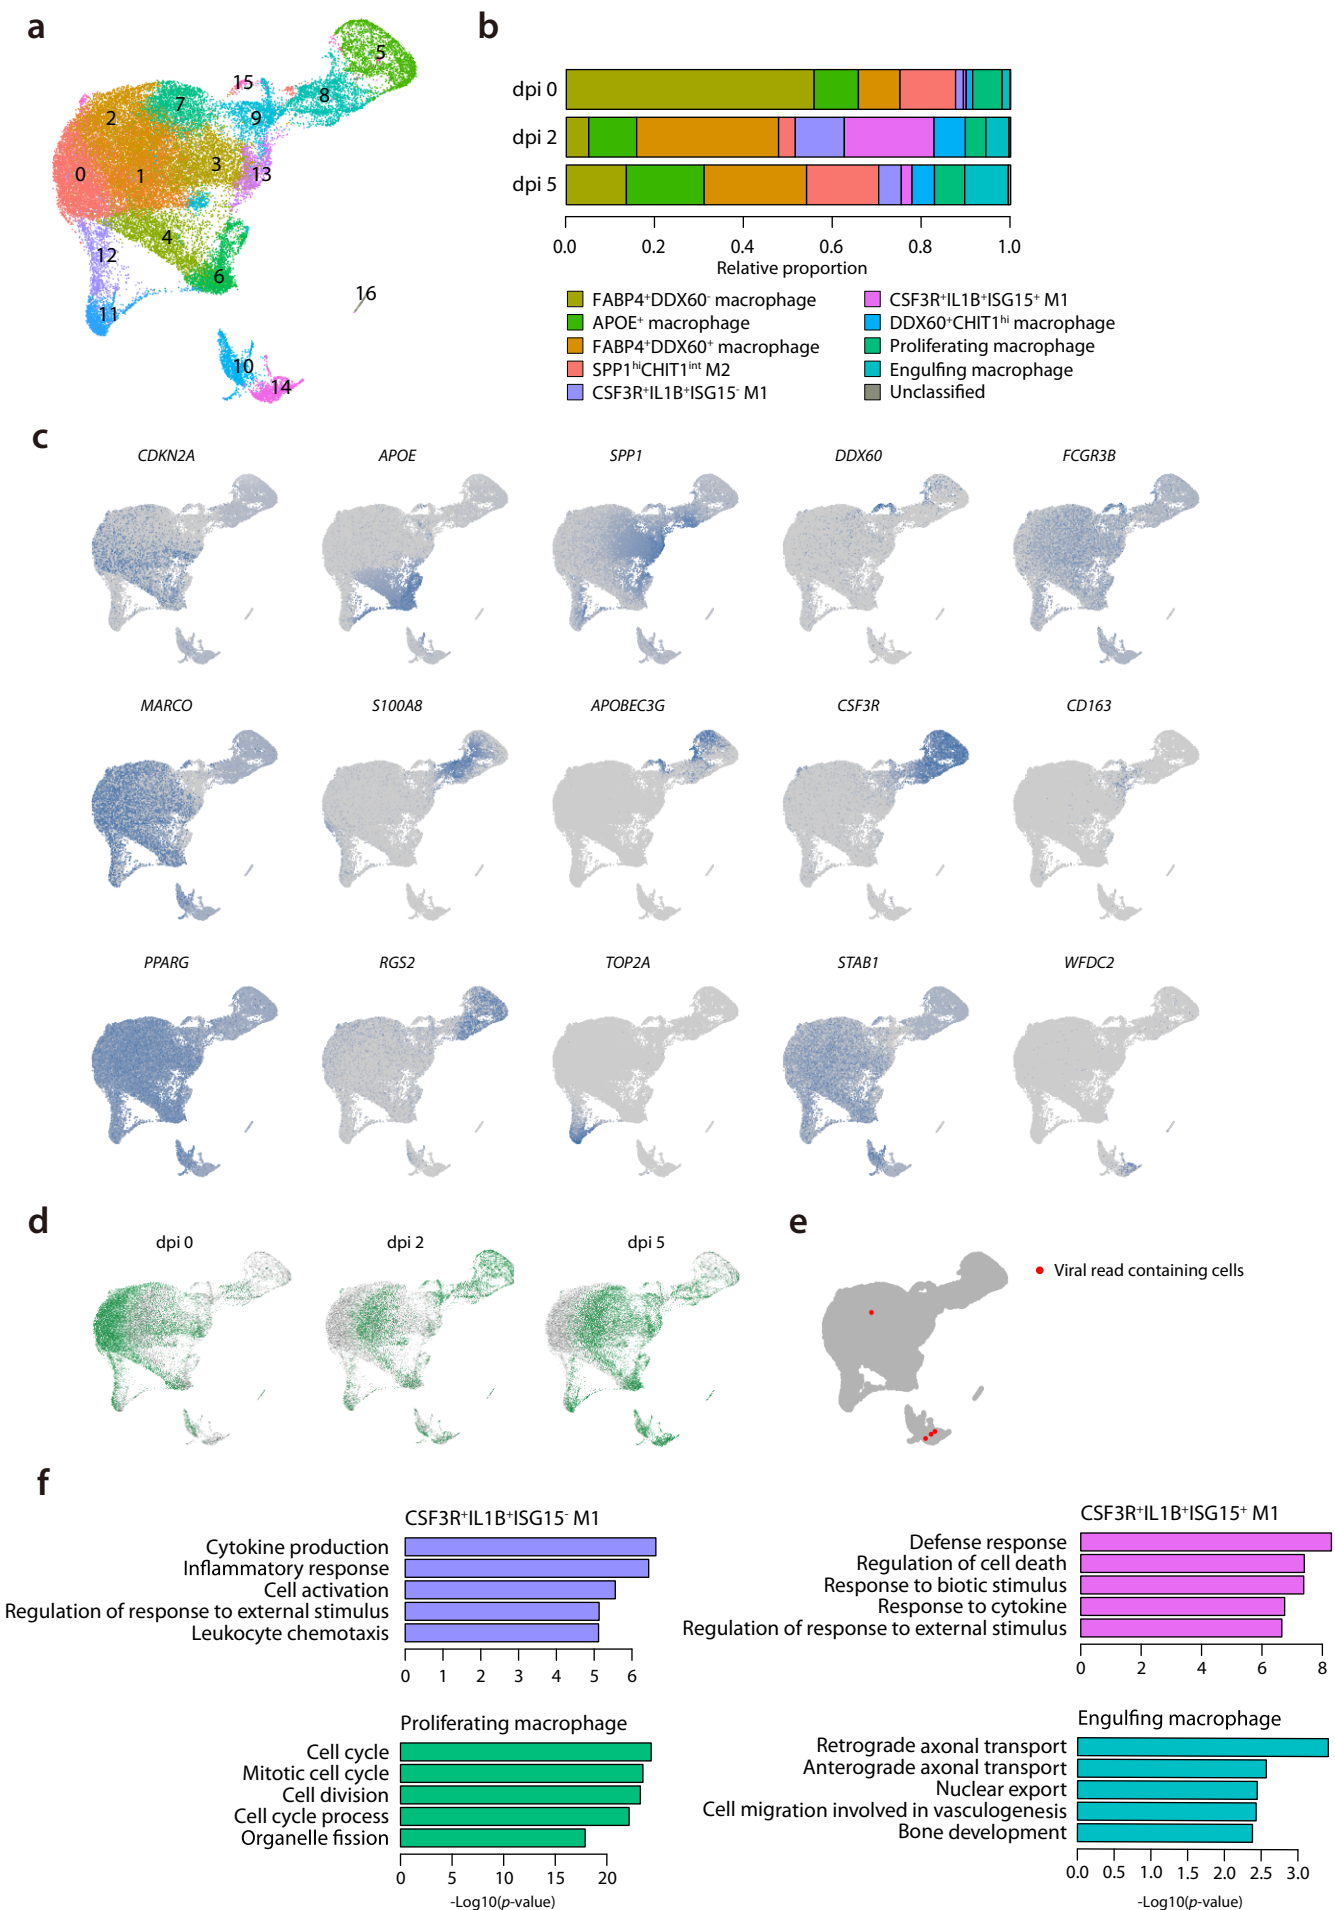 a
5
15
8
7
2
9
3
0
1
13
4
12
6
16
11
10
14
b
dpi 0
dpi 2
dpi 5
0.0 0.2 0.4 0.6 0.8 1.0
Relative proportion
FABP4⁺DDX60⁻ macrophage
APOE⁺ macrophage
FABP4⁺DDX60⁺ macrophage
SPP1ʰⁱCHIT1ⁱⁿᵗ M2
CSF3R⁺IL1B⁺ISG15⁻ M1
CSF3R⁺IL1B⁺ISG15⁺ M1
DDX60⁺CHIT1ʰⁱ macrophage
Proliferating macrophage
Engulfing macrophage
Unclassified
c
CDKN2A APOE SPP1 DDX60 FCGR3B
MARCO S100A8 APOBEC3G CSF3R CD163
PPARG RGS2 TOP2A STAB1 WFDC2
d
dpi 0 dpi 2 dpi 5
e
Viral read containing cells
f
CSF3R⁺IL1B⁺ISG15⁻ M1
Cytokine production
Inflammatory response
Cell activation
Regulation of response to external stimulus
Leukocyte chemotaxis
0 1 2 3 4 5 6
CSF3R⁺IL1B⁺ISG15⁺ M1
Defense response
Regulation of cell death
Response to biotic stimulus
Response to cytokine
Regulation of response to external stimulus
0 2 4 6 8
Proliferating macrophage
Cell cycle
Mitotic cell cycle
Cell division
Cell cycle process
Organelle fission
0 5 10 15 20
-Log10(p-value)
Engulfing macrophage
Retrograde axonal transport
Anterograde axonal transport
Nuclear export
Cell migration involved in vasculogenesis
Bone development
0.0 0.5 1.0 1.5 2.0 2.5 3.0
-Log10(p-value)